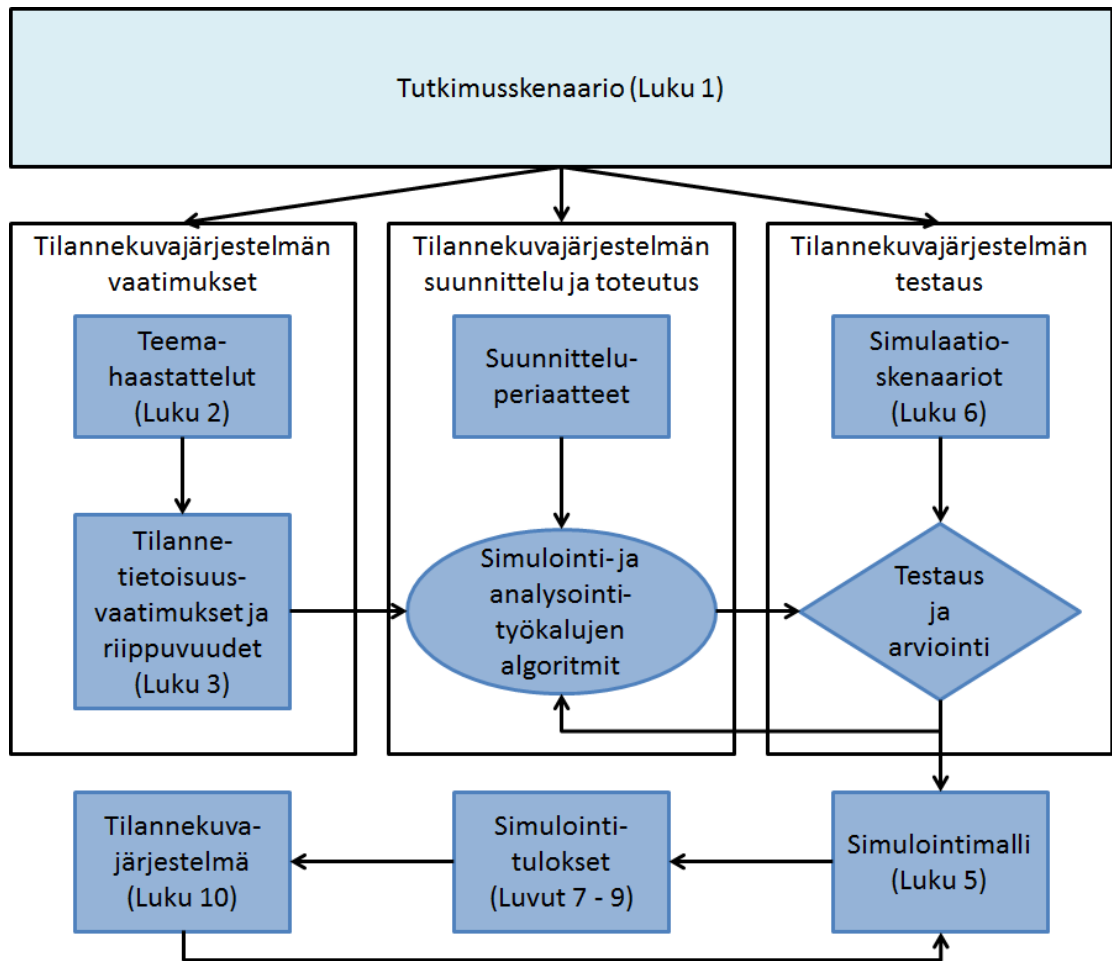 Tutkimusskenaario (Luku 1)
Tilannekuvajärjestelmän
vaatimukset
Teema-
haastattelut
(Luku 2)
Tilanne-
tietoisuus-
vaatimukset ja
riippuvuudet
(Luku 3)
Tilannekuvajärjestelmän
suunnittelu ja toteutus
Suunnittelu-
periaatteet
Simulointi- ja
analysointi-
työkalujen
algoritmit
Tilannekuvajärjestelmän
testaus
Simulaatio-
skenaariot
(Luku 6)
Testaus
ja
arviointi
Tilannekuva-
järjestelmä
(Luku 10)
Simulointi-
tulokset
(Luvut 7 - 9)
Simulointimalli
(Luku 5)